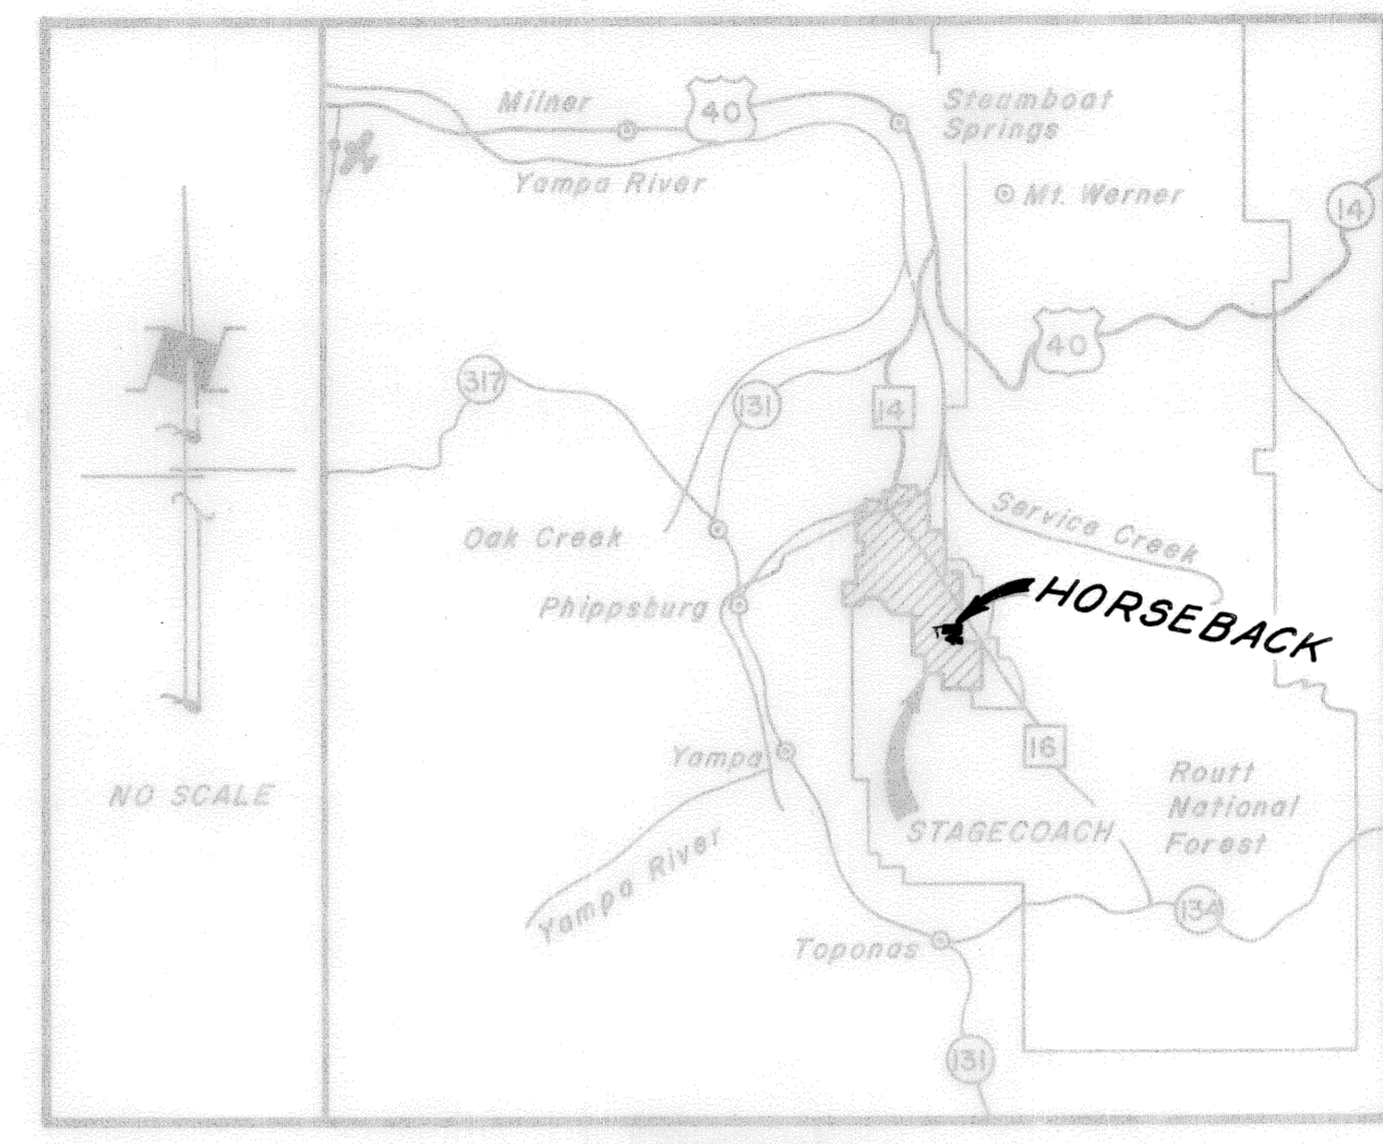 Milner
40
Steamboat
Springs
Yampa River
Mt. Werner
14
40
317
131
14
Oak Creek
Service Creek
Phippsburg
HORSEBACK
Yampa
16
NO SCALE
Routt
National
Forest
STAGECOACH
Yampa River
134
Toponas
131